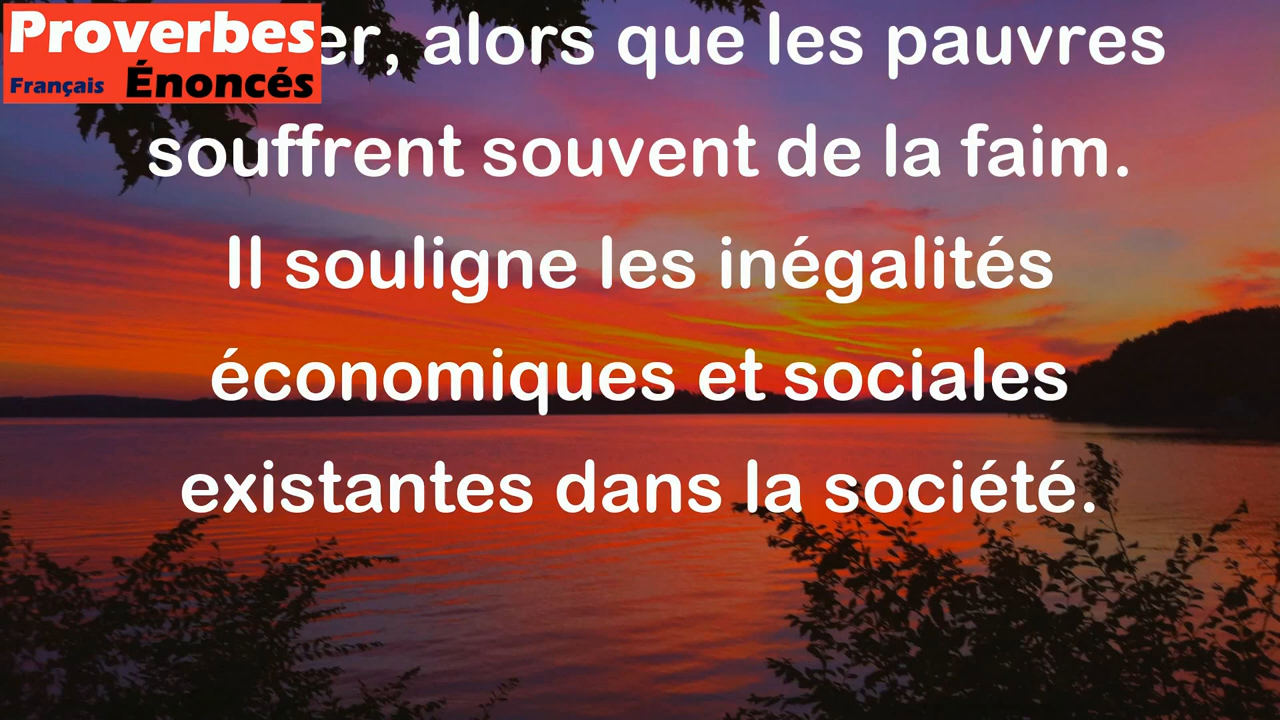 Proverbes
Français Énoncés
alors que les pauvres
souffrent souvent de la faim.
Il souligne les inégalités
économiques et sociales
existantes dans la société.